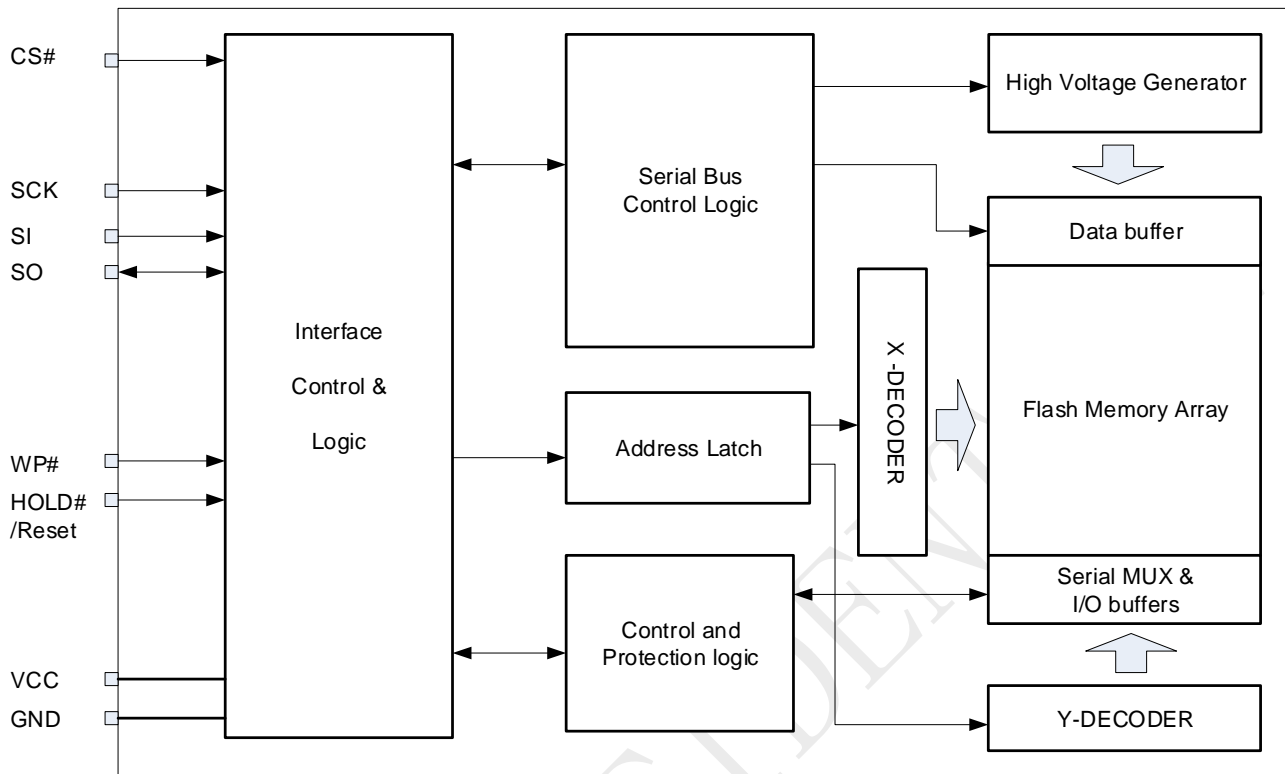 CS#
SCK
SI
SO
WP#
HOLD#
/Reset
VCC
GND
Interface
Control &
Logic
Serial Bus
Control Logic
Address Latch
Control and
Protection logic
X -DECODER
High Voltage Generator
Data buffer
Flash Memory Array
Serial MUX &
I/O buffers
Y-DECODER